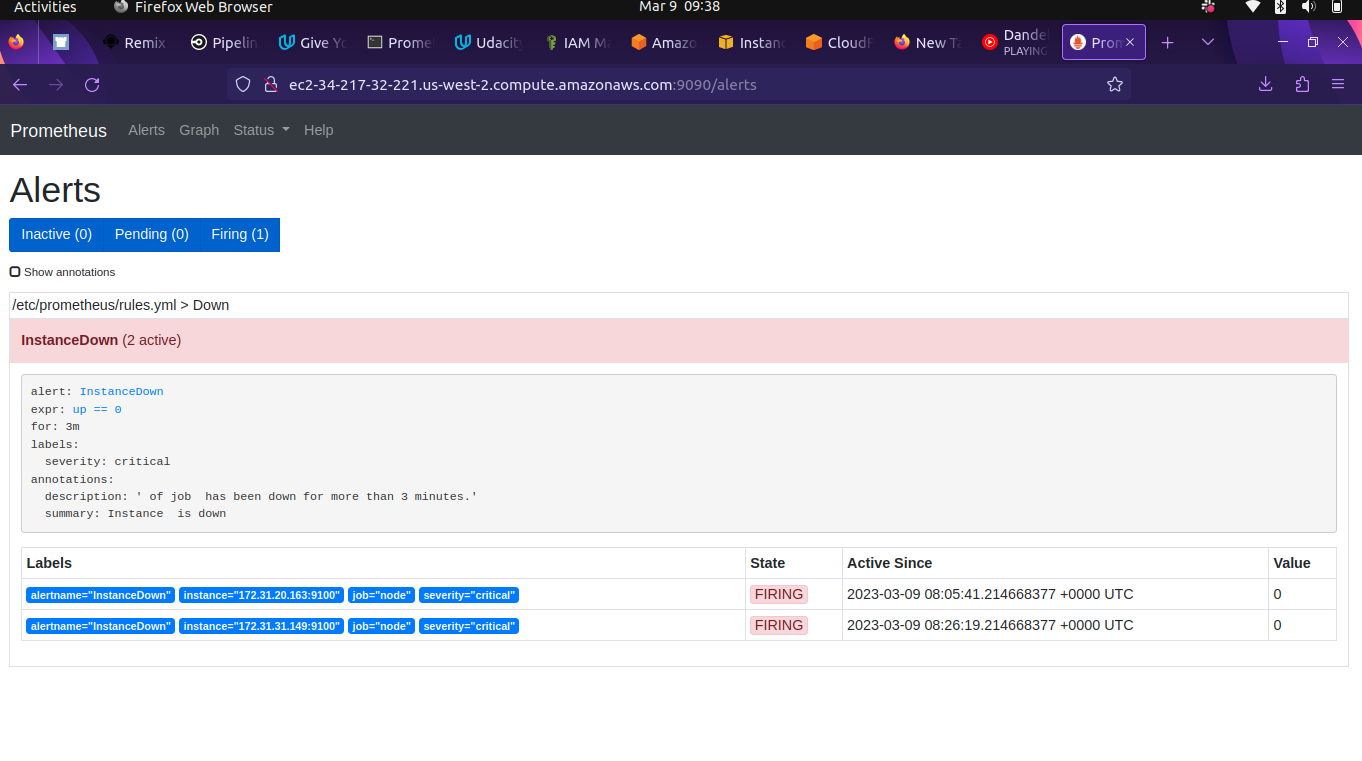 Activities Firefox Web Browser Mar 9 09:38
Remix Pipelin Give Yo Prome Udacity IAM Ma Amazo Instanc CloudF New Ta Dandel PLAYING Prom
ec2-34-217-32-221.us-west-2.compute.amazonaws.com:9090/alerts
Prometheus Alerts Graph Status Help
Alerts
Inactive (0) Pending (0) Firing (1)
Show annotations
/etc/prometheus/rules.yml > Down
InstanceDown (2 active)
alert: InstanceDown
expr: up == 0
for: 3m
labels:
  severity: critical
annotations:
  description: ' of job  has been down for more than 3 minutes.'
  summary: Instance  is down
Labels State Active Since Value
alertname="InstanceDown" instance="172.31.20.163:9100" job="node" severity="critical" FIRING 2023-03-09 08:05:41.214668377 +0000 UTC 0
alertname="InstanceDown" instance="172.31.31.149:9100" job="node" severity="critical" FIRING 2023-03-09 08:26:19.214668377 +0000 UTC 0